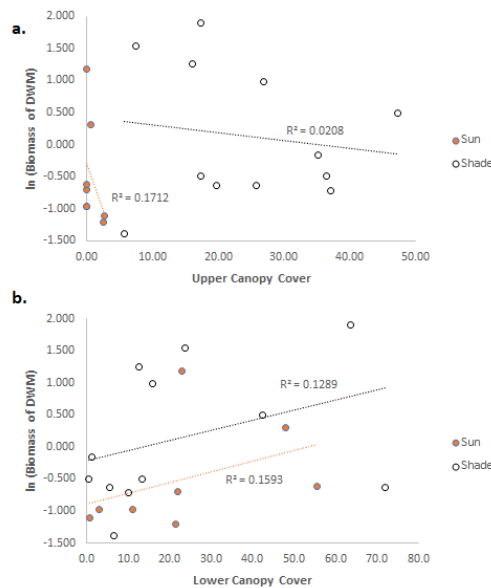 a.
2.000
1.500
1.000
0.500
0.000
-0.500
-1.000
-1.500
ln (Biomass of DWM)
R² = 0.0208
R² = 0.1712
Sun
Shade
0.00 10.00 20.00 30.00 40.00 50.00
Upper Canopy Cover
b.
2.000
1.500
1.000
0.500
0.000
-0.500
-1.000
-1.500
ln (Biomass of DWM)
R² = 0.1289
R² = 0.1593
Sun
Shade
0.0 10.0 20.0 30.0 40.0 50.0 60.0 70.0 80.0
Lower Canopy Cover